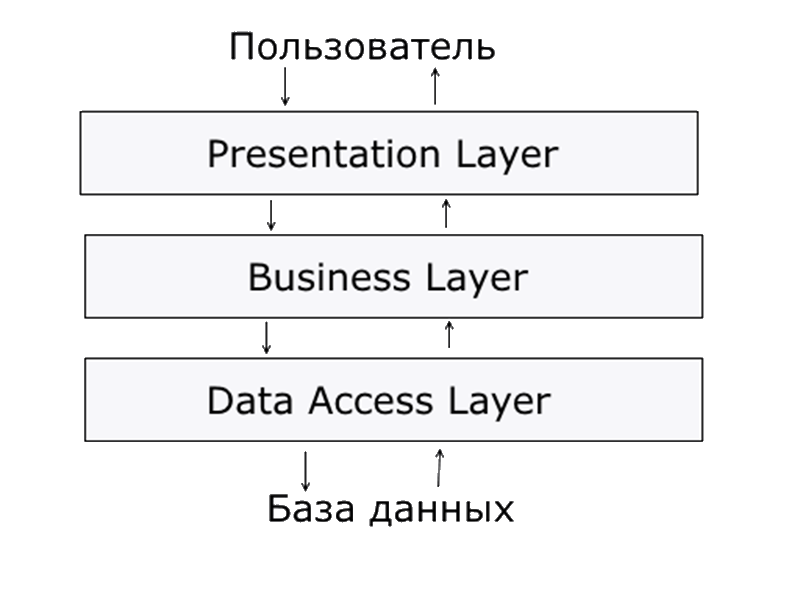 Пользователь
Presentation Layer
Business Layer
Data Access Layer
База данных